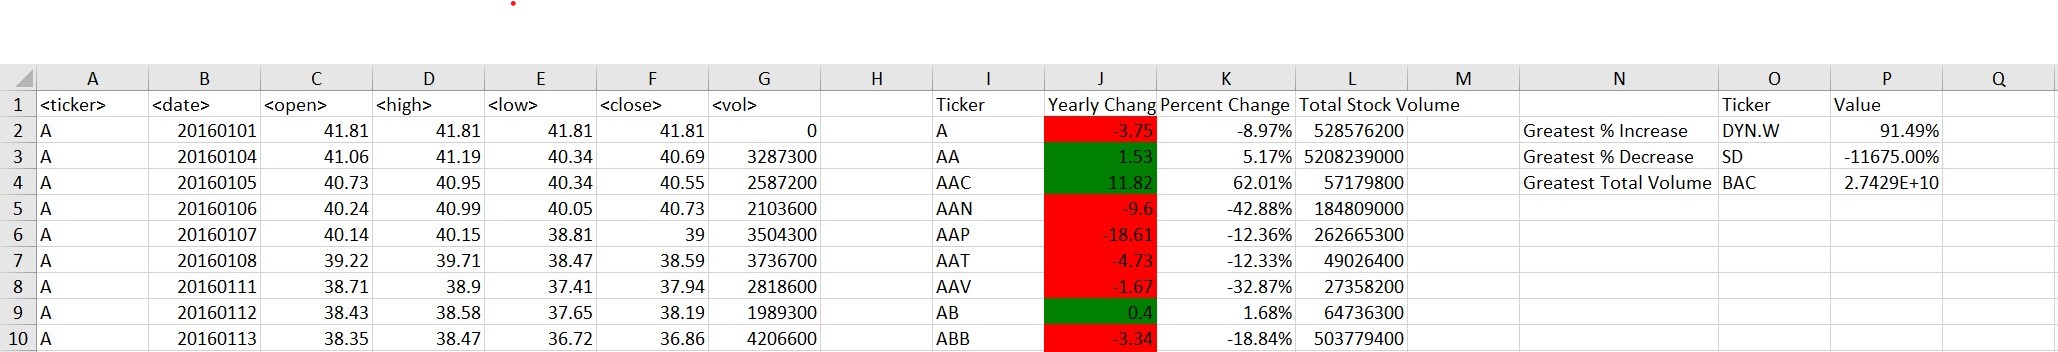 A B C D E F G H I J K L M N O P Q
1 <ticker> <date> <open> <high> <low> <close> <vol> Ticker Yearly Chang Percent Change Total Stock Volume Ticker Value
2 A 20160101 41.81 41.81 41.81 41.81 0 A -3.75 -8.97% 528576200 Greatest % Increase DYN.W 91.49%
3 A 20160104 41.06 41.19 40.34 40.69 3287300 AA 1.53 5.17% 5208239000 Greatest % Decrease SD -11675.00%
4 A 20160105 40.73 40.95 40.34 40.55 2587200 AAC 11.82 62.01% 57179800 Greatest Total Volume BAC 2.7429E+10
5 A 20160106 40.24 40.99 40.05 40.73 2103600 AAN -9.6 -42.88% 184809000
6 A 20160107 40.14 40.15 38.81 39 3504300 AAP -18.61 -12.36% 262665300
7 A 20160108 39.22 39.71 38.47 38.59 3736700 AAT -4.73 -12.33% 49026400
8 A 20160111 38.71 38.9 37.41 37.94 2818600 AAV -1.67 -32.87% 27358200
9 A 20160112 38.43 38.58 37.65 38.19 1989300 AB 0.4 1.68% 64736300
10 A 20160113 38.35 38.47 36.72 36.86 4206600 ABB -3.34 -18.84% 503779400